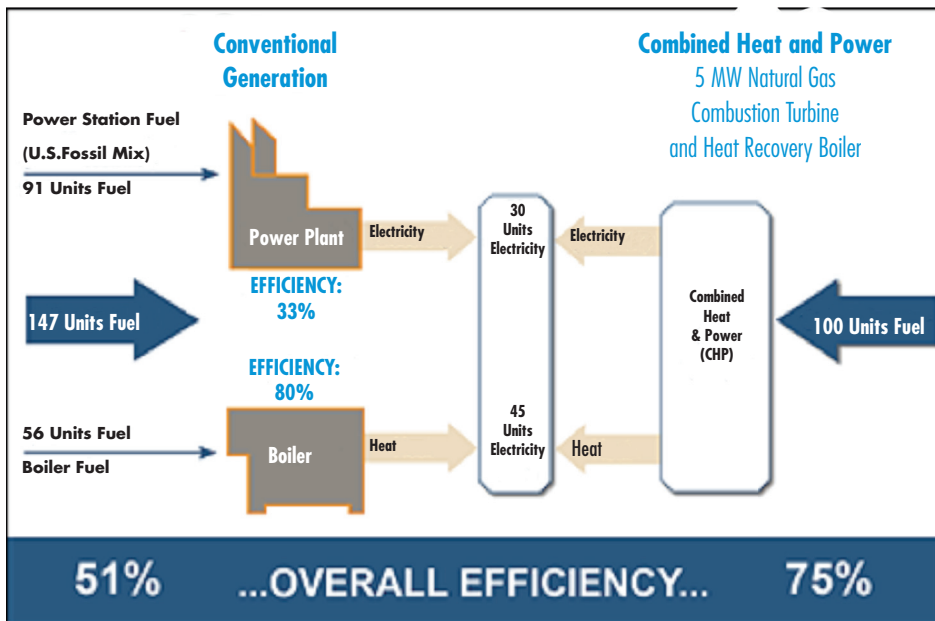 Conventional
Generation
Combined Heat and Power
5 MW Natural Gas
Combustion Turbine
and Heat Recovery Boiler
Power Station Fuel
(U.S.Fossil Mix)
91 Units Fuel
Power Plant
Electricity
30
Units
Electricity
Electricity
EFFICIENCY:
33%
147 Units Fuel
Combined
Heat
& Power
(CHP)
100 Units Fuel
EFFICIENCY:
80%
56 Units Fuel
Boiler Fuel
Boiler
Heat
45
Units
Electricity
Heat
51% ...OVERALL EFFICIENCY... 75%